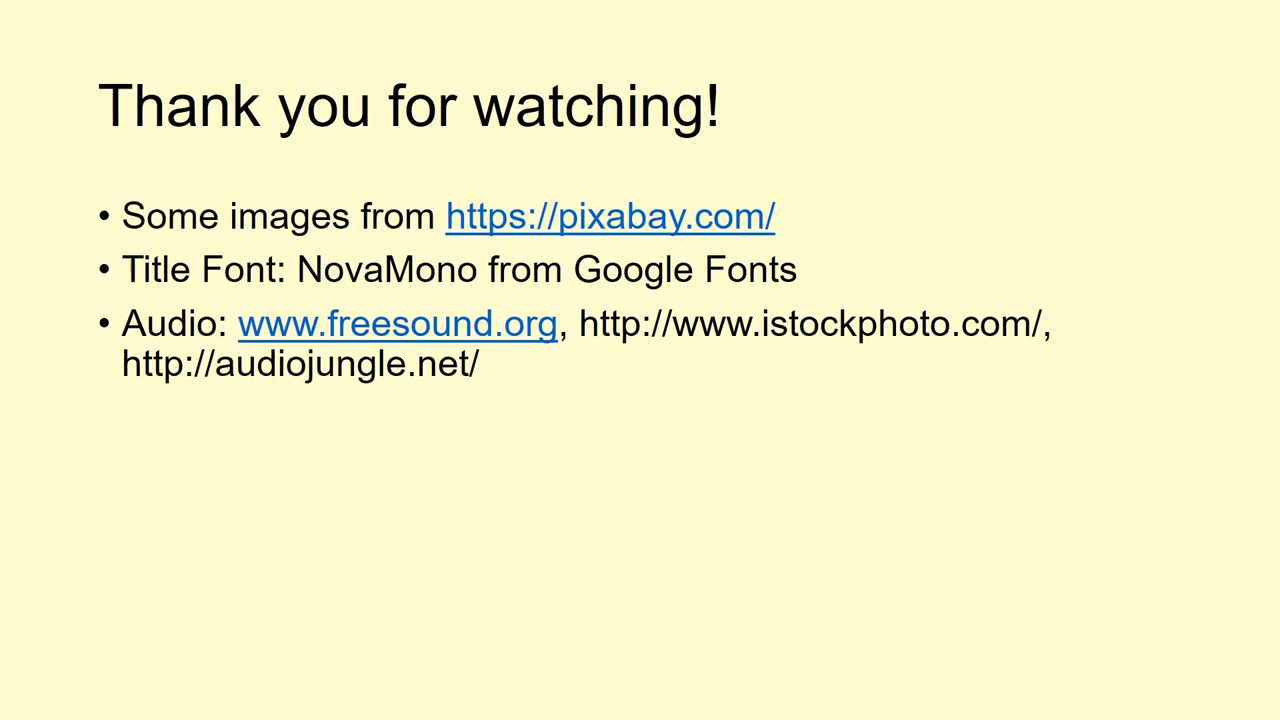 Thank you for watching!
• Some images from https://pixabay.com/
• Title Font: NovaMono from Google Fonts
• Audio: www.freesound.org, http://www.istockphoto.com/,
http://audiojungle.net/